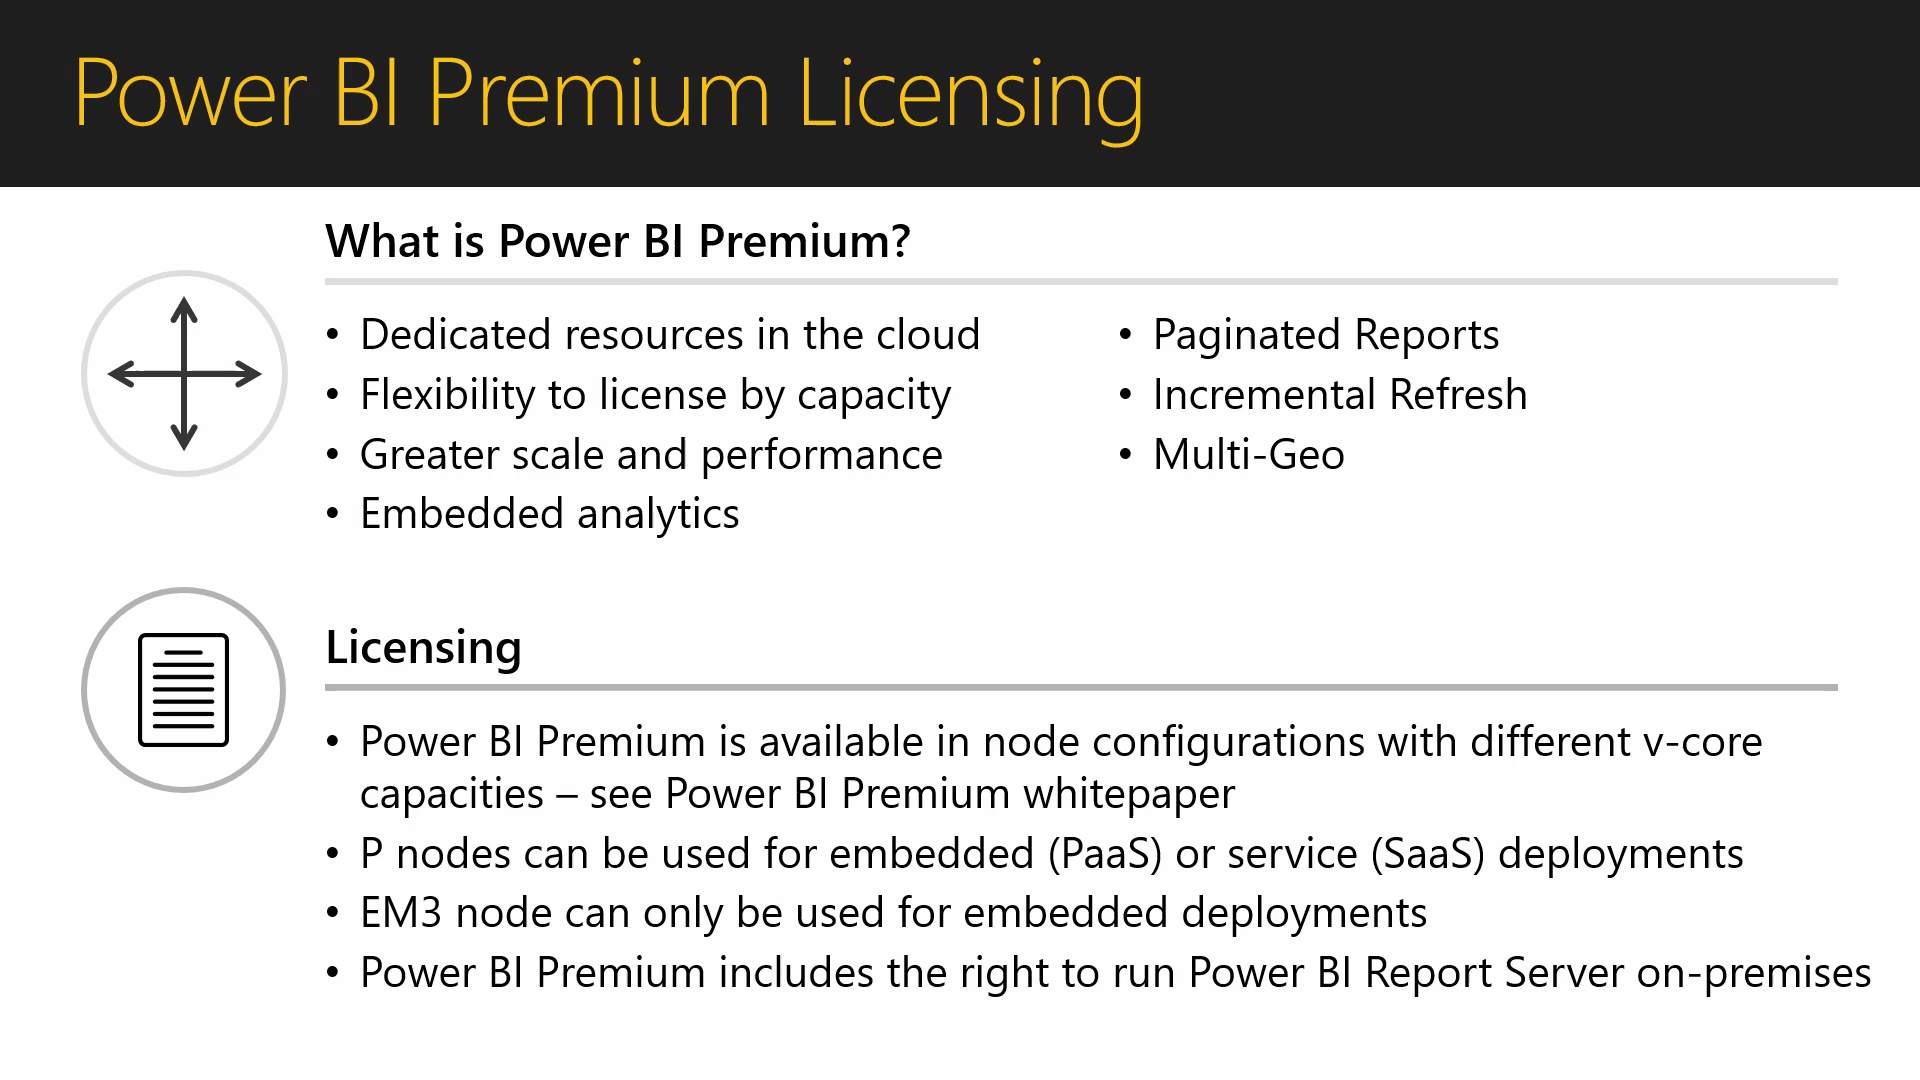 Power BI Premium Licensing
What is Power BI Premium?
• Dedicated resources in the cloud
• Flexibility to license by capacity
• Greater scale and performance
• Embedded analytics
• Paginated Reports
• Incremental Refresh
• Multi-Geo
Licensing
• Power BI Premium is available in node configurations with different v-core
capacities – see Power BI Premium whitepaper
• P nodes can be used for embedded (PaaS) or service (SaaS) deployments
• EM3 node can only be used for embedded deployments
• Power BI Premium includes the right to run Power BI Report Server on-premises